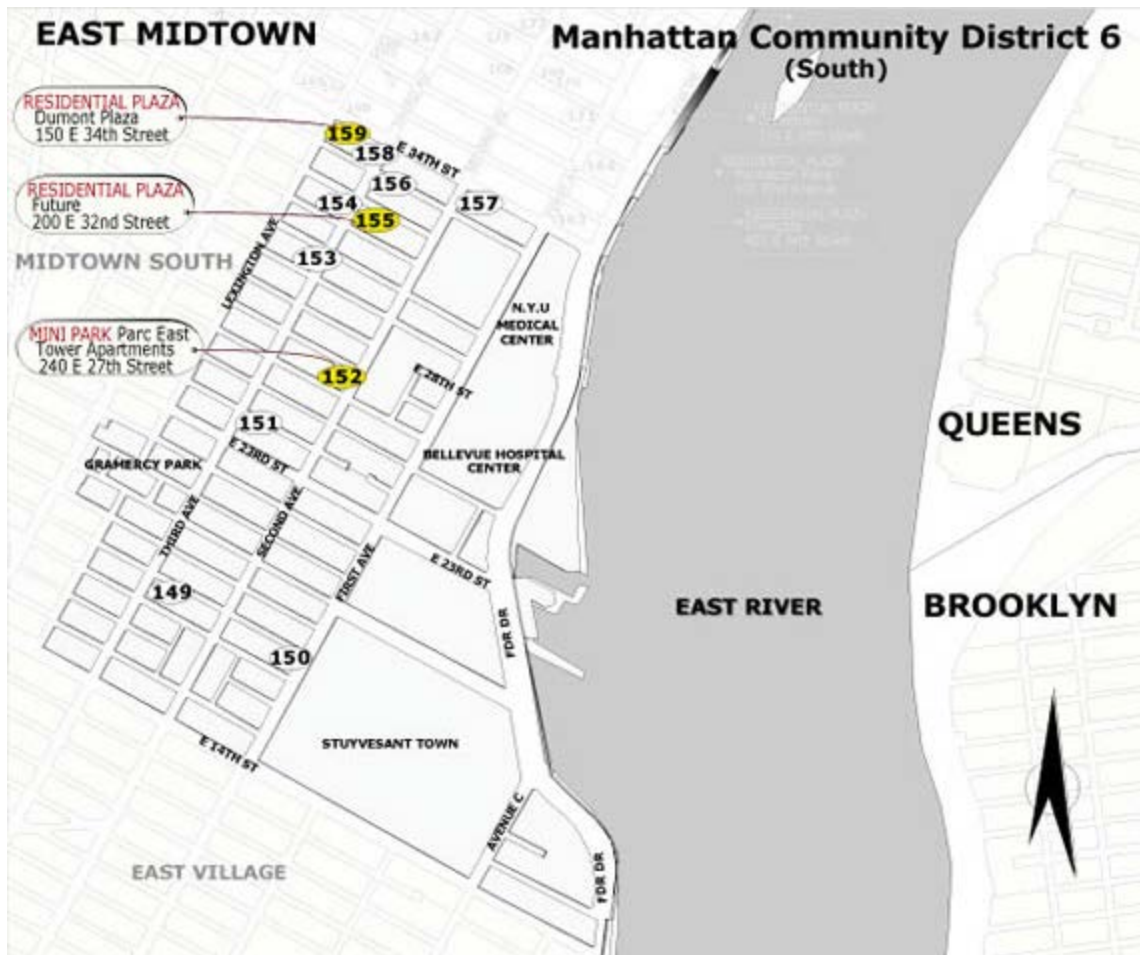 EAST MIDTOWN
Manhattan Community District 6
(South)
RESIDENTIAL PLAZA
Dumont Plaza
150 E 34th Street
159
158
E 34TH ST
156
RESIDENTIAL PLAZA
Future
200 E 32nd Street
154
155
157
LEXINGTON AVE
153
MIDTOWN SOUTH
N.Y.U
MEDICAL
CENTER
MINI PARK Parc East
Tower Apartments
240 E 27th Street
152
E 28TH ST
151
QUEENS
E 23RD ST
GRAMERCY PARK
BELLEVUE HOSPITAL
CENTER
THIRD AVE
SECOND AVE
FIRST AVE
E 23RD ST
149
EAST RIVER
BROOKLYN
FDR DR
150
STUYVESANT TOWN
E 14TH ST
AVENUE C
FDR DR
EAST VILLAGE